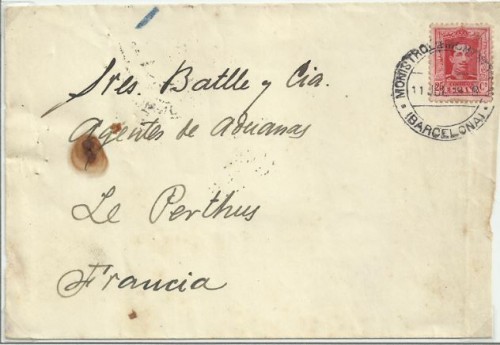 Sres. Batlle y Cia.
Agentes de Aduanas
Le Perthus
Francia
MONISTROL
(BARCELONA)